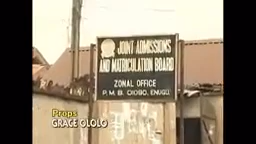 JOINT ADMISSIONS
AND MATRICULATION BOARD
ZONAL OFFICE
P. M. B. 01080, ENUGU.
Props
GRACE OLOLO